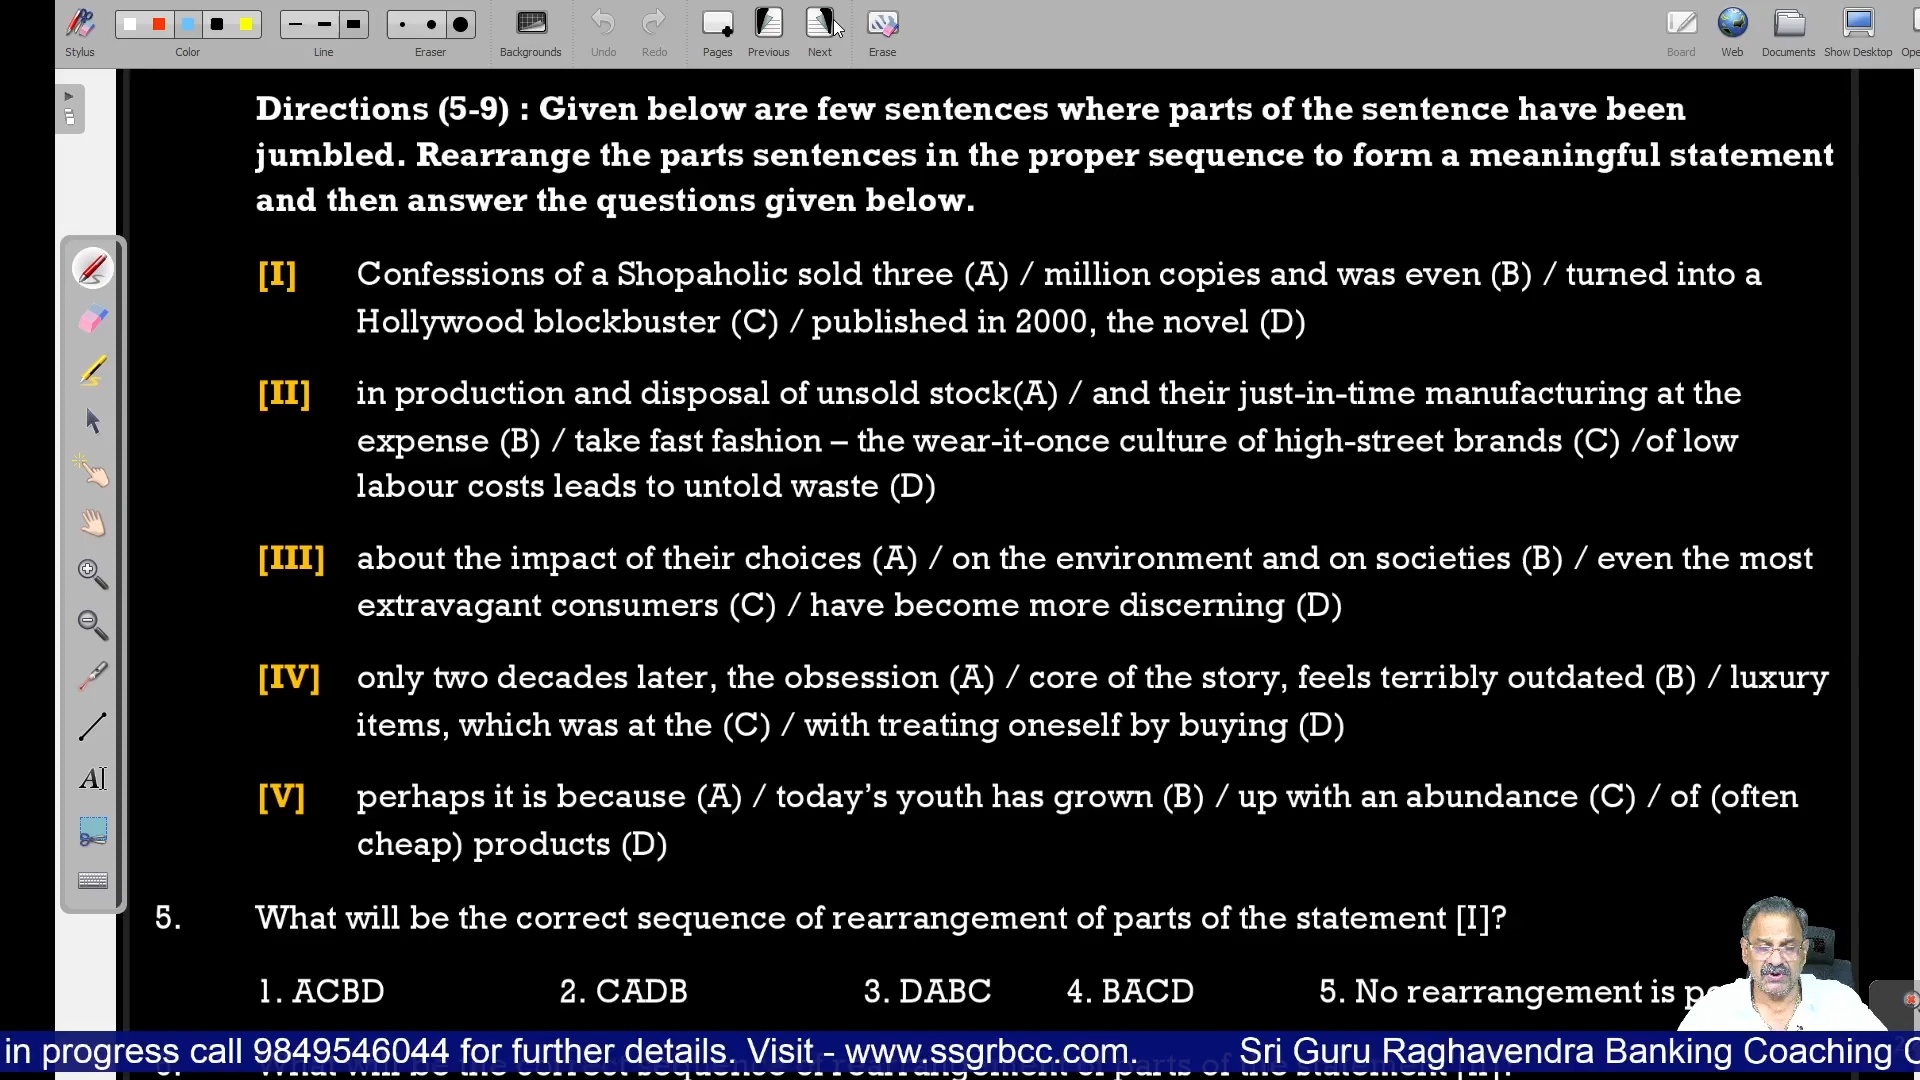 Stylus
Color
Line
Eraser
Backgrounds
Undo
Redo
Pages
Previous
Next
Erase
Board
Web
Documents
Show Desktop
Directions (5-9) : Given below are few sentences where parts of the sentence have been
jumbled. Rearrange the parts sentences in the proper sequence to form a meaningful statement
and then answer the questions given below.
[I] Confessions of a Shopaholic sold three (A) / million copies and was even (B) / turned into a
Hollywood blockbuster (C) / published in 2000, the novel (D)
[II] in production and disposal of unsold stock(A) / and their just-in-time manufacturing at the
expense (B) / take fast fashion – the wear-it-once culture of high-street brands (C) /of low
labour costs leads to untold waste (D)
[III] about the impact of their choices (A) / on the environment and on societies (B) / even the most
extravagant consumers (C) / have become more discerning (D)
[IV] only two decades later, the obsession (A) / core of the story, feels terribly outdated (B) / luxury
items, which was at the (C) / with treating oneself by buying (D)
[V] perhaps it is because (A) / today’s youth has grown (B) / up with an abundance (C) / of (often
cheap) products (D)
5. What will be the correct sequence of rearrangement of parts of the statement [I]?
1. ACBD 2. CADB 3. DABC 4. BACD 5. No rearrangement is
in progress call 9849546044 for further details. Visit - www.ssgrbcc.com. Sri Guru Raghavendra Banking Coaching